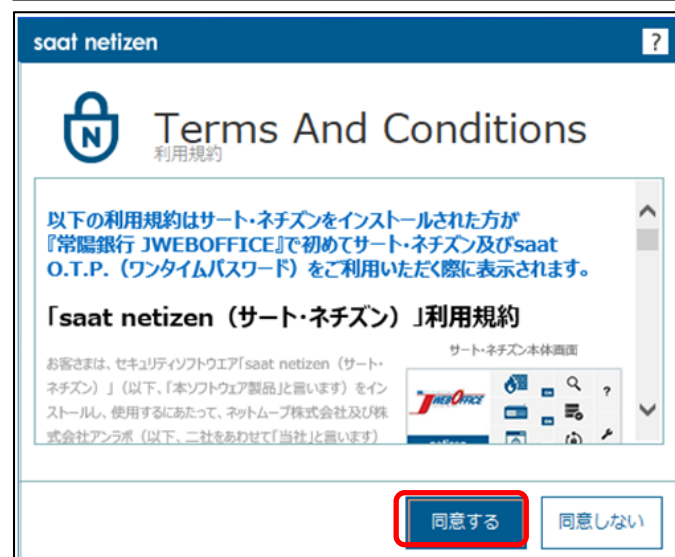 saat netizen
?
N
Terms And Conditions
利用規約
以下の利用規約はサート・ネチズンをインストールされた方が
『常陽銀行 JWEBOFFICE』で初めてサート・ネチズン及びsaat
O.T.P.（ワンタイムパスワード）をご利用いただく際に表示されます。
「saat netizen（サート・ネチズン）」利用規約
サート・ネチズン本体画面
お客さまは、セキュリティソフトウエア「saat netizen（サート・
ネチズン）」（以下、「本ソフトウェア製品」と言います）をイン
ストールし、使用するにあたって、ネットムーブ株式会社及び株
式会社アンラボ（以下、二社をあわせて「当社」と言います）
JWEBOFFICE
?
netizen
同意する
同意しない